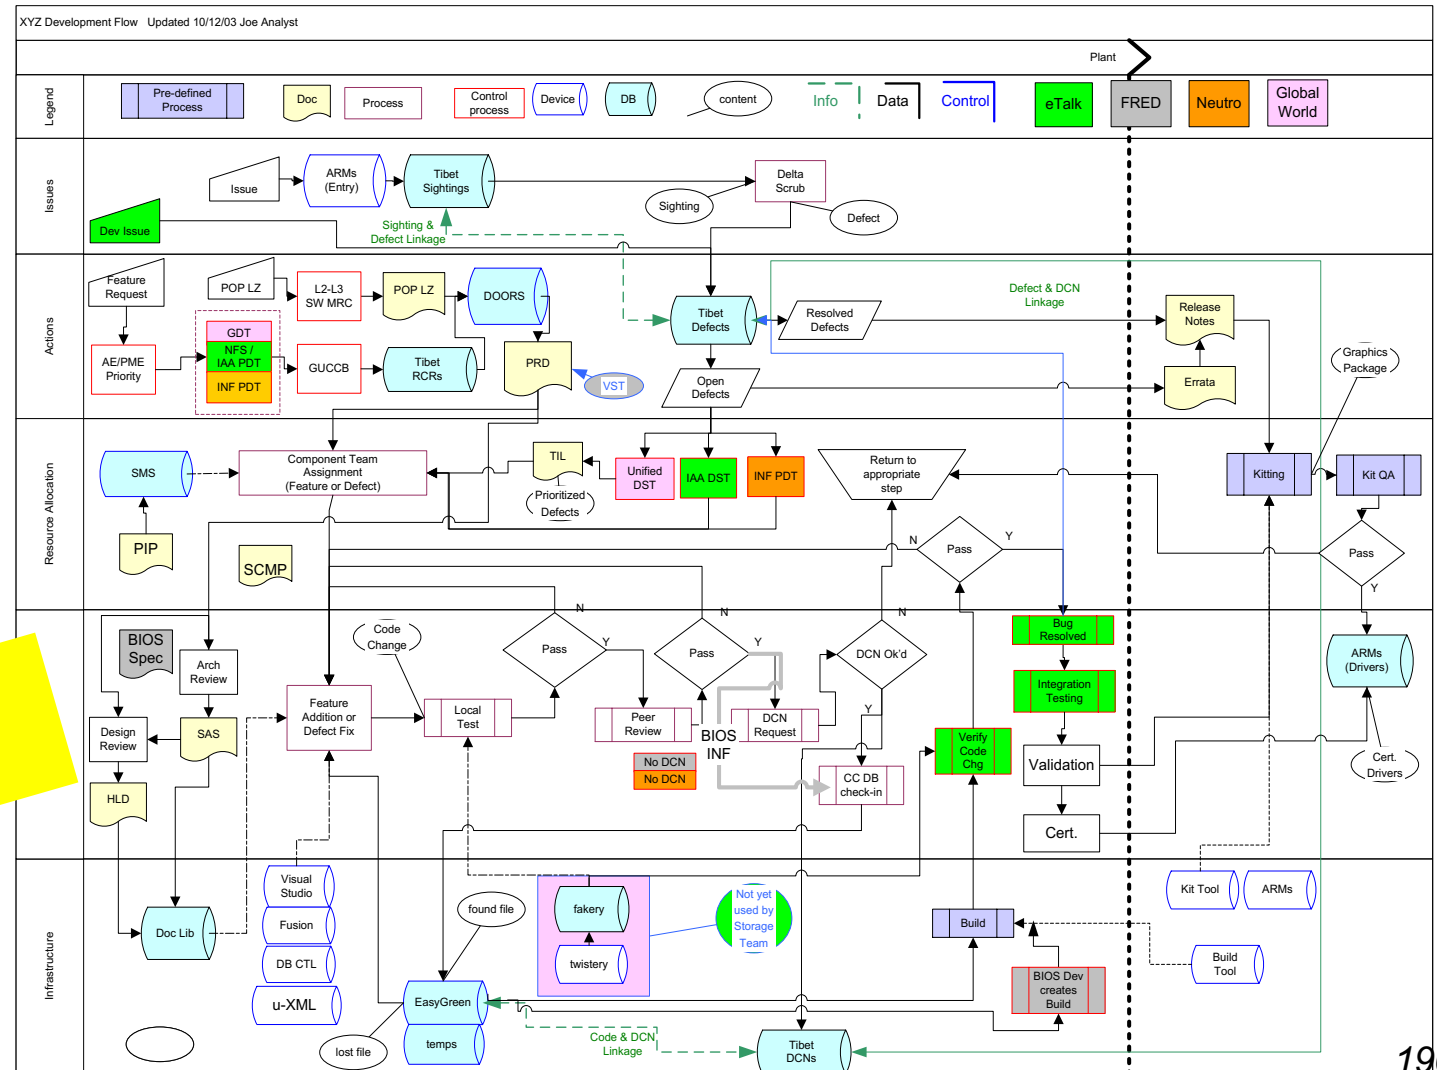 XYZ Development Flow   Updated 10/12/03 Joe Analyst
Plant
Legend
Pre-defined
Process
Doc
Process
Control
process
Device
DB
content
Info
Data
Control
eTalk
FRED
Neutro
Global
World
Issues
Issue
ARMs
(Entry)
Tibet
Sightings
Delta
Scrub
Sighting
Defect
Dev Issue
Sighting &
Defect Linkage
Actions
Feature
Request
POP LZ
L2-L3
SW MRC
POP LZ
DOORS
Tibet
Defects
Resolved
Defects
Defect & DCN
Linkage
Release
Notes
AE/PME
Priority
GDT
NFS /
IAA PDT
INF PDT
GUCCB
Tibet
RCRs
PRD
VST
Open
Defects
Errata
Graphics
Package
Resource Allocation
SMS
Component Team
Assignment
(Feature or Defect)
TIL
Prioritized
Defects
Unified
DST
IAA DST
INF PDT
Return to
appropriate
step
Kitting
Kit QA
PIP
SCMP
N
Pass
Y
Pass
Y
BIOS
Spec
Arch
Review
Code
Change
N
Pass
Y
N
Pass
Y
N
DCN Ok'd
Y
Bug
Resolved
Integration
Testing
ARMs
(Drivers)
Design
Review
SAS
Feature
Addition or
Defect Fix
Local
Test
Peer
Review
BIOS
INF
DCN
Request
No DCN
No DCN
CC DB
check-in
Verify
Code
Chg
Validation
Cert.
Cert.
Drivers
HLD
Infrastructure
Doc Lib
Visual
Studio
Fusion
DB CTL
u-XML
found file
EasyGreen
temps
lost file
fakery
twistery
Not yet
used by
Storage
Team
Build
BIOS Dev
creates
Build
Kit Tool
ARMs
Build
Tool
Code & DCN
Linkage
Tibet
DCNs